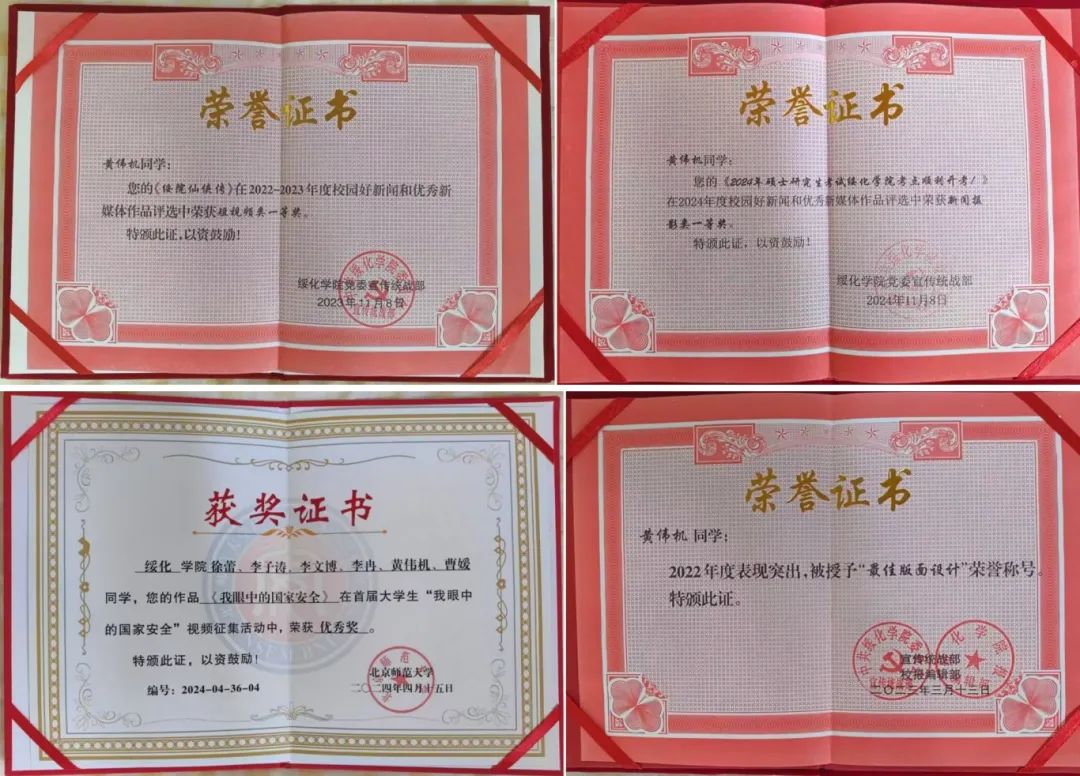 荣誉证书
黄伟机同学：
您的《绥院仙侠传》在2022-2023年度校园好新闻和优秀新
媒体作品评选中荣获短视频类一等奖。
特颁此证，以资鼓励！
绥化学院党委宣传统战部
2023年11月8日
荣誉证书
黄伟机同学：
您的《2024年硕士研究生考试绥化学院考点顺利开考！》
在2024年度校园好新闻和优秀新媒体作品评选中荣获新闻摄
影类一等奖。
特颁此证，以资鼓励！
绥化学院党委宣传统战部
2024年11月8日
获奖证书
绥化 学院徐蕾、李子涛、李文博、李冉、黄伟机、曹媛
同学，您的作品《我眼中的国家安全》在首届大学生“我眼中
的国家安全”视频征集活动中，荣获 优秀奖 。
特颁此证，以资鼓励！
北京师范大学
编号：2024-04-36-04
二〇二四年四月十五日
荣誉证书
黄伟机 同学：
2022年度表现突出，被授予“最佳版面设计”荣誉称号。
特颁此证。
宣传统战部
校报编辑部
二〇二三年三月十三日